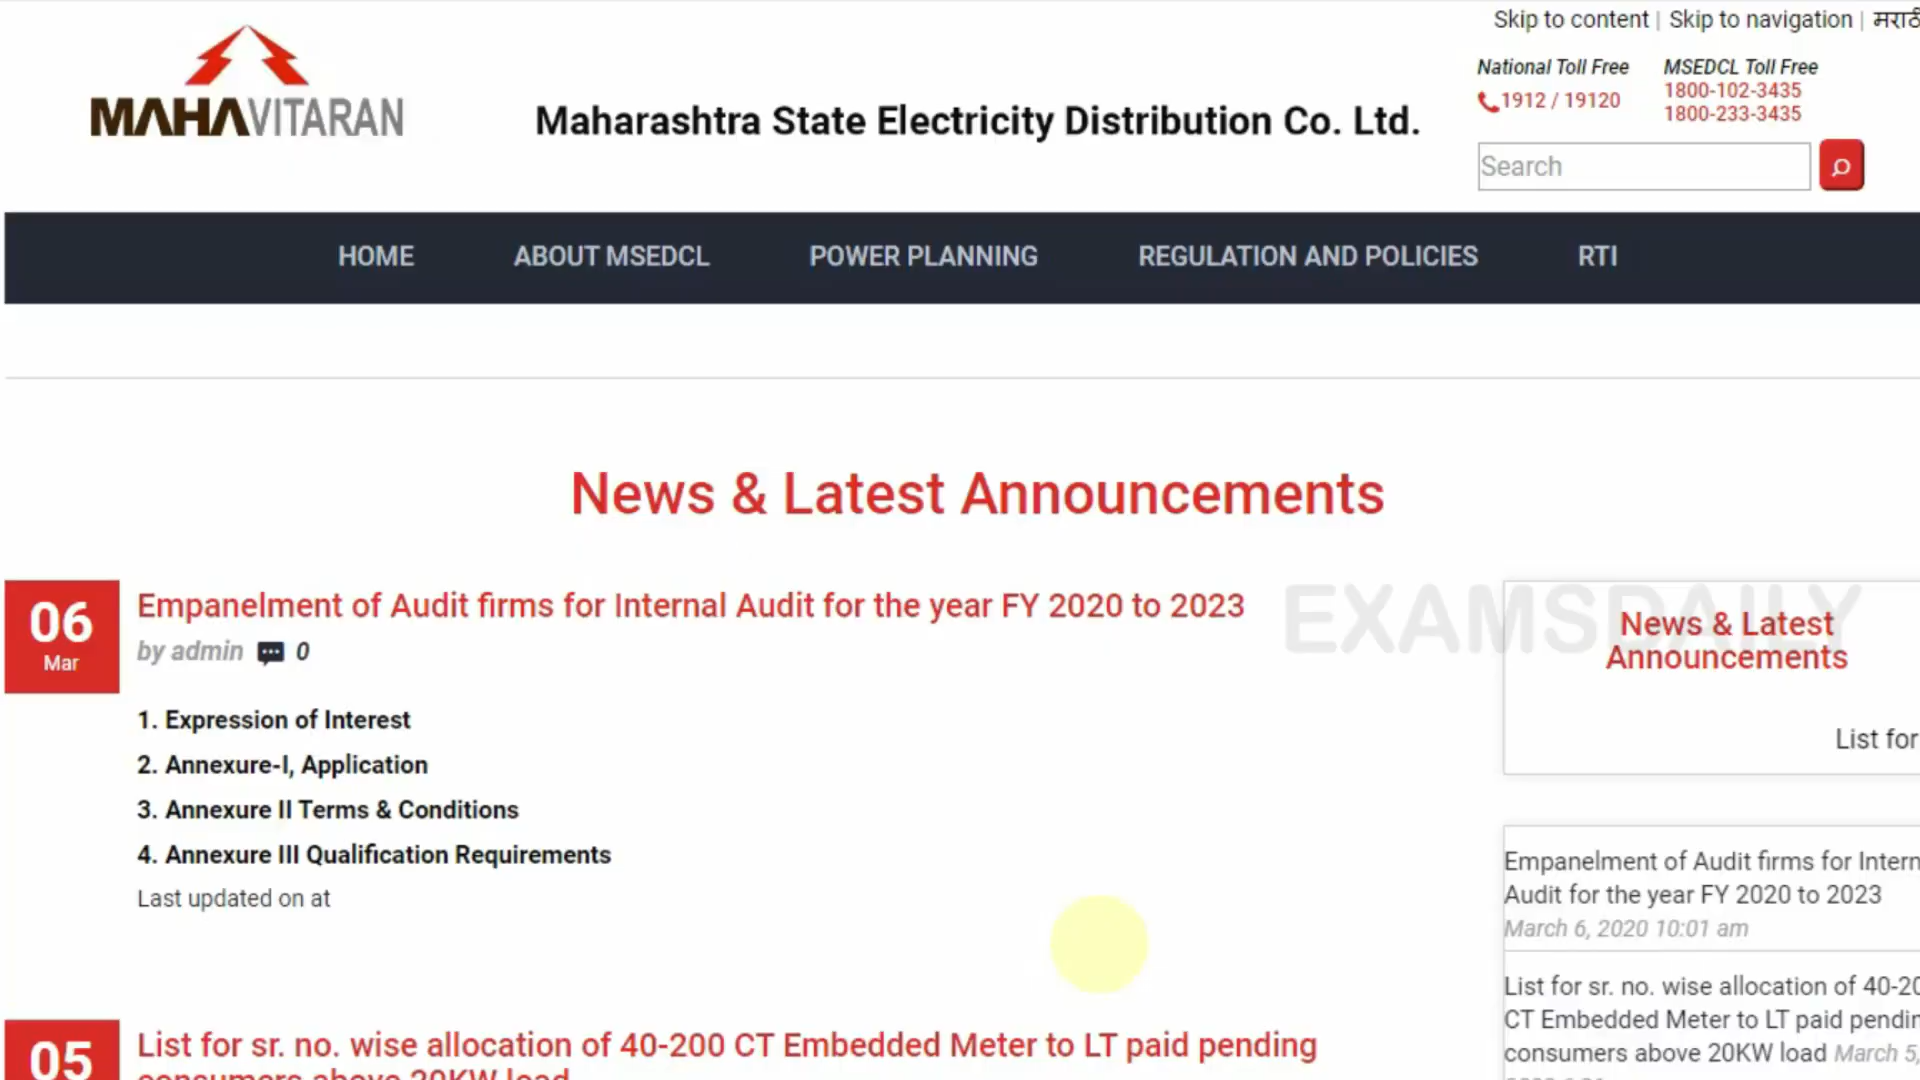 Skip to content | Skip to navigation |
MAHAVITARAN
Maharashtra State Electricity Distribution Co. Ltd.
National Toll Free
1912 / 19120
MSEDCL Toll Free
1800-102-3435
1800-233-3435
Search
HOME ABOUT MSEDCL POWER PLANNING REGULATION AND POLICIES RTI
News & Latest Announcements
06
Mar
Empanelment of Audit firms for Internal Audit for the year FY 2020 to 2023
by admin 0
1. Expression of Interest
2. Annexure-I, Application
3. Annexure II Terms & Conditions
4. Annexure III Qualification Requirements
Last updated on at
05
List for sr. no. wise allocation of 40-200 CT Embedded Meter to LT paid pending
consumers above 20KW load
EXAMSDAILY
News & Latest
Announcements
List for
Empanelment of Audit firms for Intern
Audit for the year FY 2020 to 2023
March 6, 2020 10:01 am
List for sr. no. wise allocation of 40-20
CT Embedded Meter to LT paid pendin
consumers above 20KW load March 5,